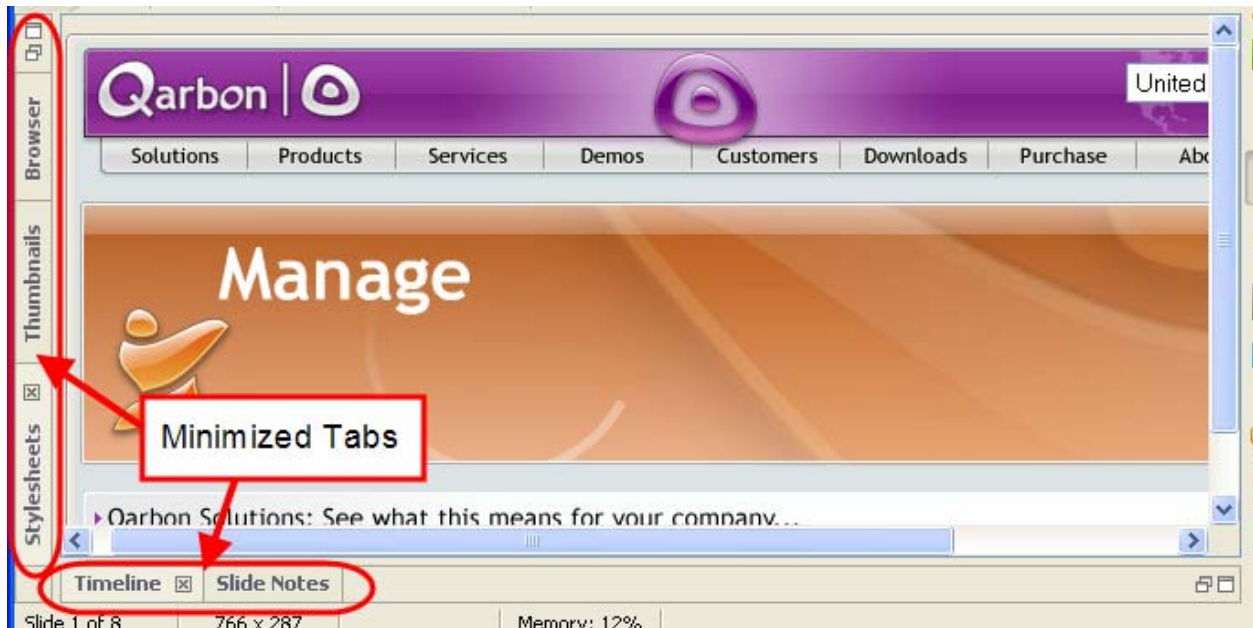 Qarbon
United
Solutions Products Services Demos Customers Downloads Purchase
Browser
Thumbnails
Stylesheets
Manage
Minimized Tabs
Qarbon Solutions: See what this means for your company...
Timeline Slide Notes
Slide 1 of 8 766 x 287 Memory: 12%